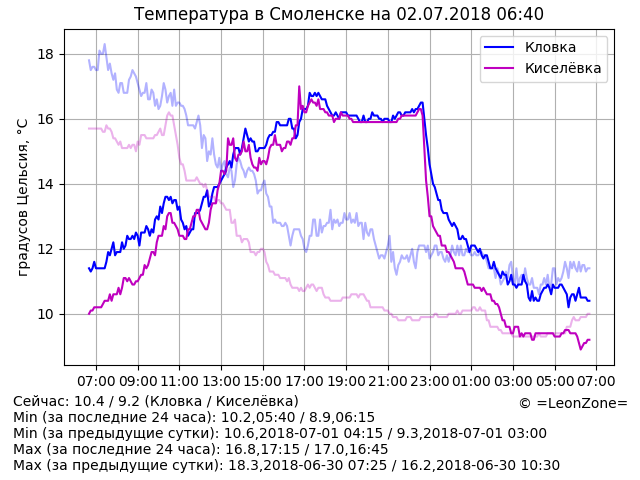 Температура в Смоленске на 02.07.2018 06:40
Кловка
Киселёвка
градусов Цельсия, °C
18
16
14
12
10
07:00 09:00 11:00 13:00 15:00 17:00 19:00 21:00 23:00 01:00 03:00 05:00 07:00
Сейчас: 10.4 / 9.2 (Кловка / Киселёвка)
© =LeonZone=
Min (за последние 24 часа): 10.2,05:40 / 8.9,06:15
Min (за предыдущие сутки): 10.6,2018-07-01 04:15 / 9.3,2018-07-01 03:00
Max (за последние 24 часа): 16.8,17:15 / 17.0,16:45
Max (за предыдущие сутки): 18.3,2018-06-30 07:25 / 16.2,2018-06-30 10:30